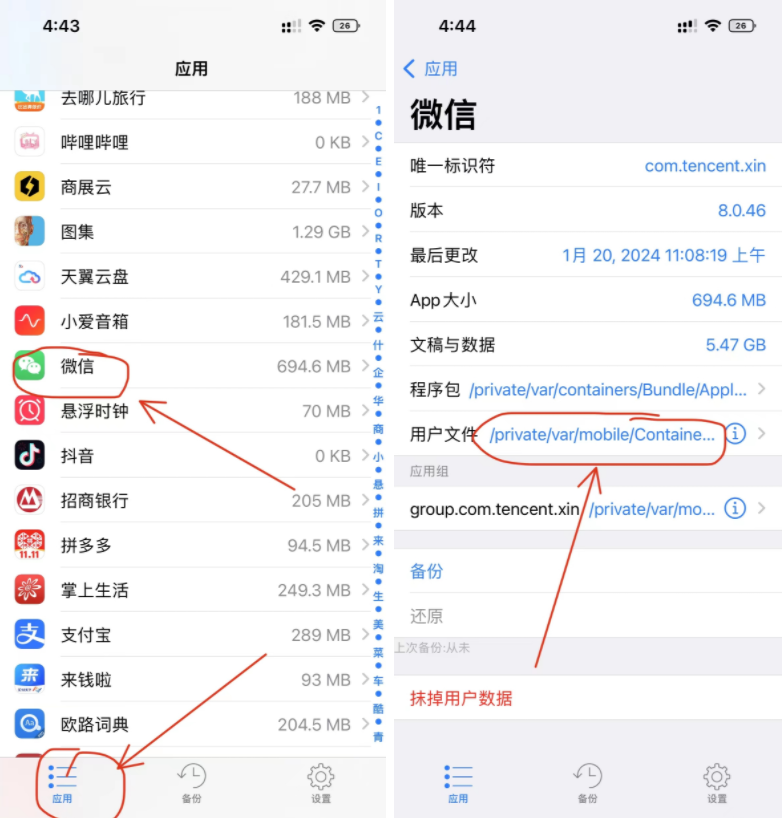 4:43
26
应用
去哪儿旅行
188 MB
哔哩哔哩
0 KB
商展云
27.7 MB
图集
1.29 GB
天翼云盘
429.1 MB
小爱音箱
181.5 MB
微信
694.6 MB
悬浮时钟
70 MB
抖音
0 KB
招商银行
205 MB
11.11
拼多多
94.5 MB
掌上生活
249.3 MB
支
支付宝
289 MB
来
来钱啦
93 MB
Aa
欧路词典
204.5 MB
1
C
E
I
O
R
T
Y
云
什
企
华
商
小
悬
拼
来
淘
生
美
菜
车
酷
青
应用
备份
设置
4:44
26
应用
微信
唯一标识符 com.tencent.xin
版本 8.0.46
最后更改 1月 20, 2024 11:08:19 上午
App大小 694.6 MB
文稿与数据 5.47 GB
程序包 /private/var/containers/Bundle/Appl...
用户文件 /private/var/mobile/Containe...
应用组
group.com.tencent.xin /private/var/mo...
备份
还原
上次备份:从未
抹掉用户数据
应用
备份
设置